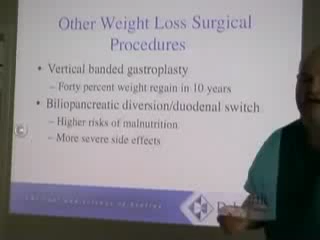 Other Weight Loss Surgical
Procedures
• Vertical banded gastroplasty
– Forty percent weight regain in 10 years
• Biliopancreatic diversion/duodenal switch
– Higher risks of malnutrition
– More severe side effects